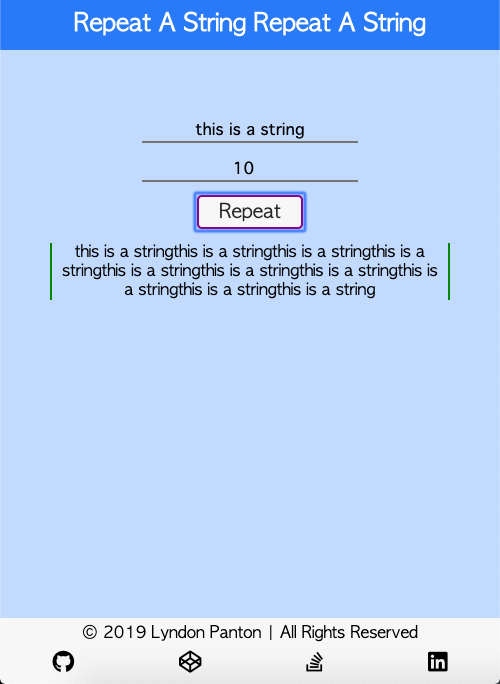 Repeat A String Repeat A String
this is a string
10
Repeat
this is a stringthis is a stringthis is a stringthis is a
stringthis is a stringthis is a stringthis is a stringthis is
a stringthis is a stringthis is a string
© 2019 Lyndon Panton | All Rights Reserved